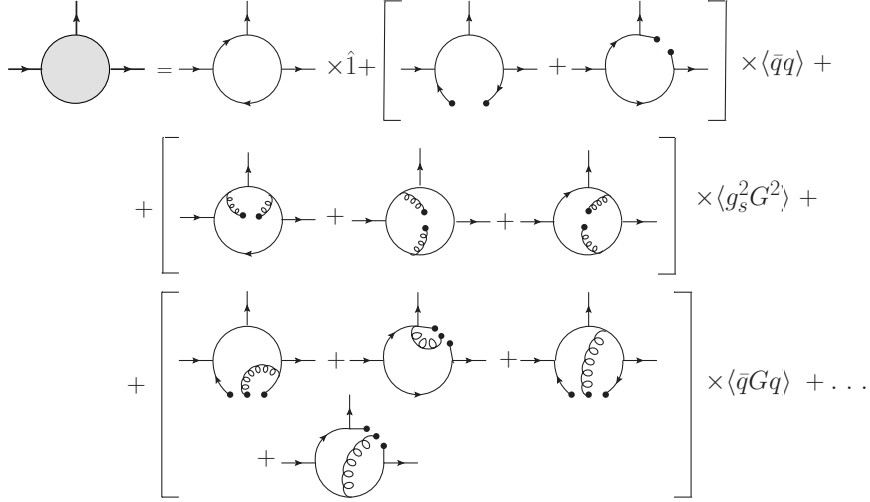 = × 1̂ + [ + ] × ⟨q̄q⟩ +
+ [ + + ] × ⟨g_s^2 G^2⟩ +
+ [ + + ] × ⟨q̄Gq⟩ + . . .
+